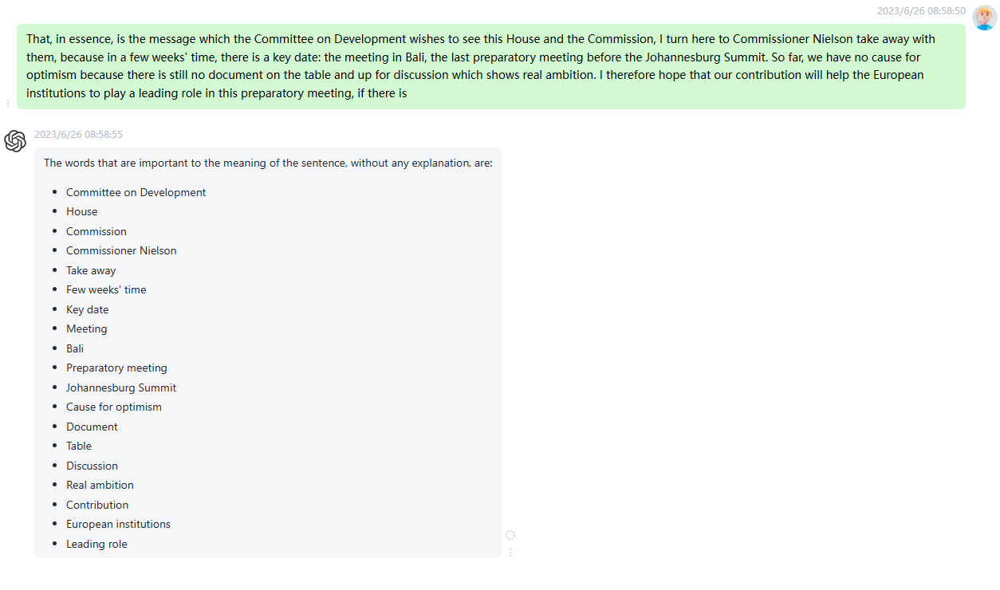 2023/6/26 08:58:50
That, in essence, is the message which the Committee on Development wishes to see this House and the Commission, I turn here to Commissioner Nielson take away with
them, because in a few weeks' time, there is a key date: the meeting in Bali, the last preparatory meeting before the Johannesburg Summit. So far, we have no cause for
optimism because there is still no document on the table and up for discussion which shows real ambition. I therefore hope that our contribution will help the European
institutions to play a leading role in this preparatory meeting, if there is
2023/6/26 08:58:55
The words that are important to the meaning of the sentence, without any explanation, are:
Committee on Development
House
Commission
Commissioner Nielson
Take away
Few weeks' time
Key date
Meeting
Bali
Preparatory meeting
Johannesburg Summit
Cause for optimism
Document
Table
Discussion
Real ambition
Contribution
European institutions
Leading role